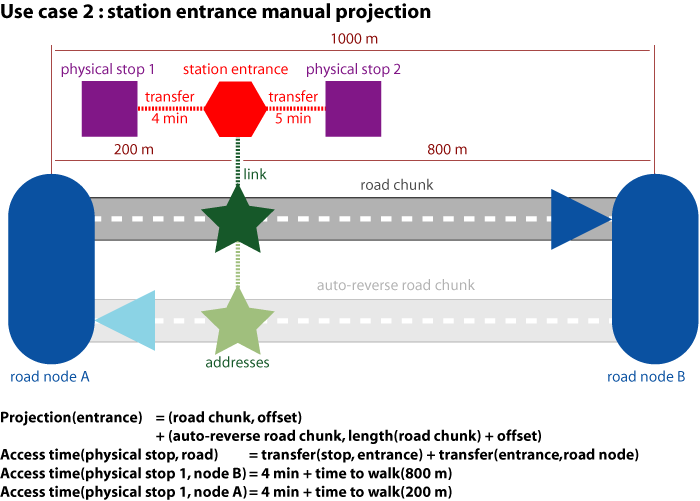 Use case 2 : station entrance manual projection
1000 m
physical stop 1 station entrance physical stop 2
transfer transfer
4 min 5 min
200 m 800 m
link
road chunk
auto-reverse road chunk
addresses
road node A road node B
Projection(entrance) = (road chunk, offset)
+ (auto-reverse road chunk, length(road chunk) + offset)
Access time(physical stop, road) = transfer(stop, entrance) + transfer(entrance,road node)
Access time(physical stop 1, node B) = 4 min + time to walk(800 m)
Access time(physical stop 1, node A) = 4 min + time to walk(200 m)